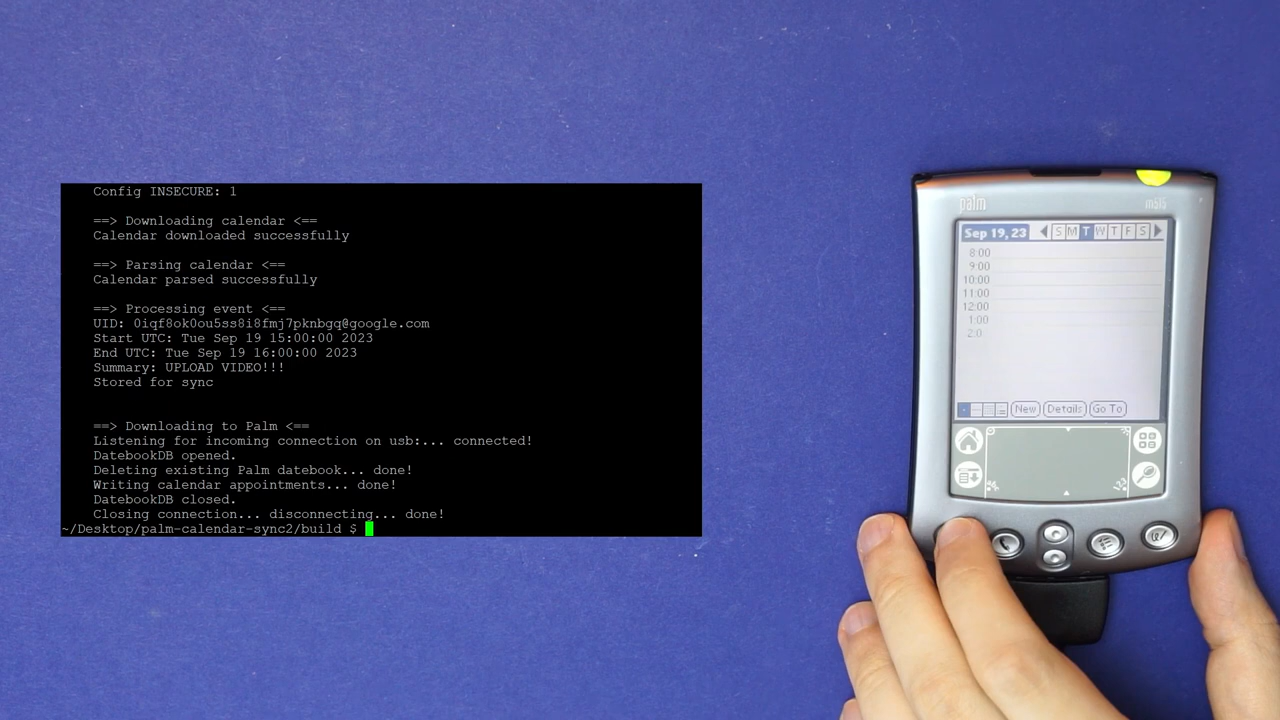 Config INSECURE: 1
==> Downloading calendar <==
Calendar downloaded successfully
==> Parsing calendar <==
Calendar parsed successfully
==> Processing event <==
UID: 0iqf8ok0ou5ss8i8fmj7pknbgq@google.com
Start UTC: Tue Sep 19 15:00:00 2023
End UTC: Tue Sep 19 16:00:00 2023
Summary: UPLOAD VIDEO!!!
Stored for sync
==> Downloading to Palm <==
Listening for incoming connection on usb:... connected!
DatebookDB opened.
Deleting existing Palm datebook... done!
Writing calendar appointments... done!
DatebookDB closed.
Closing connection... disconnecting... done!
~/Desktop/palm-calendar-sync2/build $
palm m515
Sep 19, 23 S M T W T F S
8:00
9:00
10:00
11:00
12:00
1:00
2:0
New Details Go To